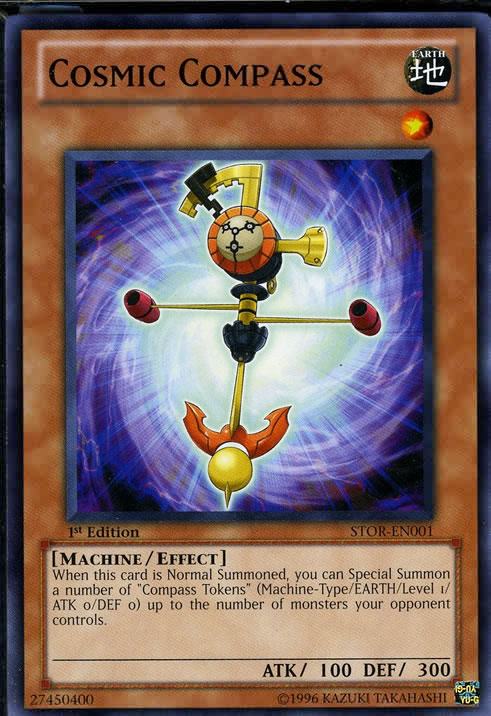 COSMIC COMPASS
EARTH
地
1st Edition
STOR-EN001
[MACHINE/EFFECT]
When this card is Normal Summoned, you can Special Summon
a number of "Compass Tokens" (Machine-Type/EARTH/Level 1/
ATK 0/DEF 0) up to the number of monsters your opponent
controls.
ATK/ 100 DEF/ 300
27450400
©1996 KAZUKI TAKAHASHI